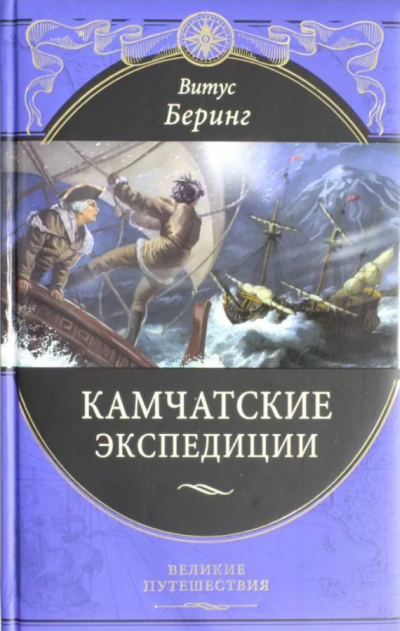 Витус
Беринг
КАМЧАТСКИЕ
ЭКСПЕДИЦИИ
ВЕЛИКИЕ
ПУТЕШЕСТВИЯ